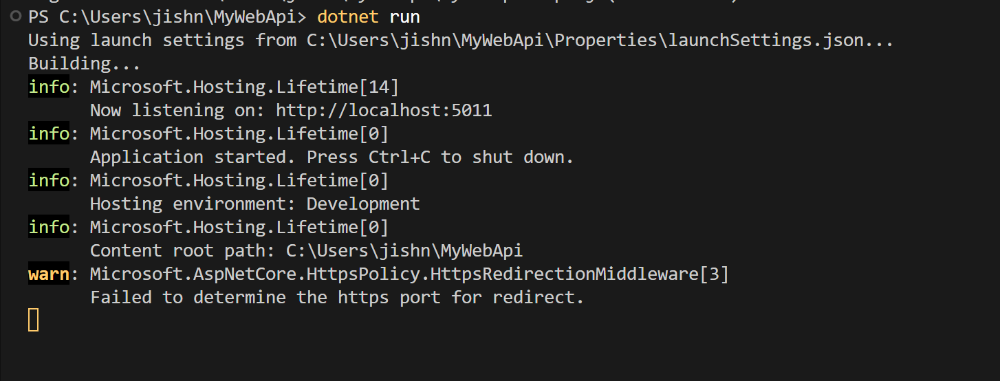 PS C:\Users\jishn\MyWebApi> dotnet run
Using launch settings from C:\Users\jishn\MyWebApi\Properties\launchSettings.json...
Building...
info: Microsoft.Hosting.Lifetime[14]
      Now listening on: http://localhost:5011
info: Microsoft.Hosting.Lifetime[0]
      Application started. Press Ctrl+C to shut down.
info: Microsoft.Hosting.Lifetime[0]
      Hosting environment: Development
info: Microsoft.Hosting.Lifetime[0]
      Content root path: C:\Users\jishn\MyWebApi
warn: Microsoft.AspNetCore.HttpsPolicy.HttpsRedirectionMiddleware[3]
      Failed to determine the https port for redirect.